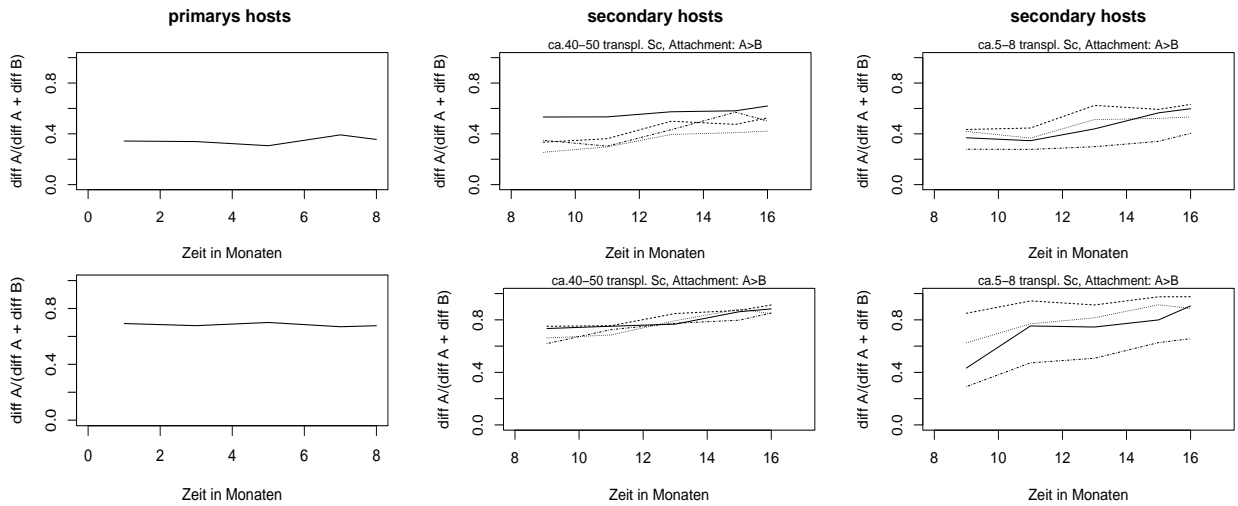 primarys hosts
secondary hosts
secondary hosts
diff A/(diff A + diff B)
0.0 0.4 0.8
0 2 4 6 8
Zeit in Monaten
ca.40−50 transpl. Sc, Attachment: A>B
diff A/(diff A + diff B)
0.0 0.4 0.8
8 10 12 14 16
Zeit in Monaten
ca.5−8 transpl. Sc, Attachment: A>B
diff A/(diff A + diff B)
0.0 0.4 0.8
8 10 12 14 16
Zeit in Monaten
diff A/(diff A + diff B)
0.0 0.4 0.8
0 2 4 6 8
Zeit in Monaten
ca.40−50 transpl. Sc, Attachment: A>B
diff A/(diff A + diff B)
0.0 0.4 0.8
8 10 12 14 16
Zeit in Monaten
ca.5−8 transpl. Sc, Attachment: A>B
diff A/(diff A + diff B)
0.0 0.4 0.8
8 10 12 14 16
Zeit in Monaten